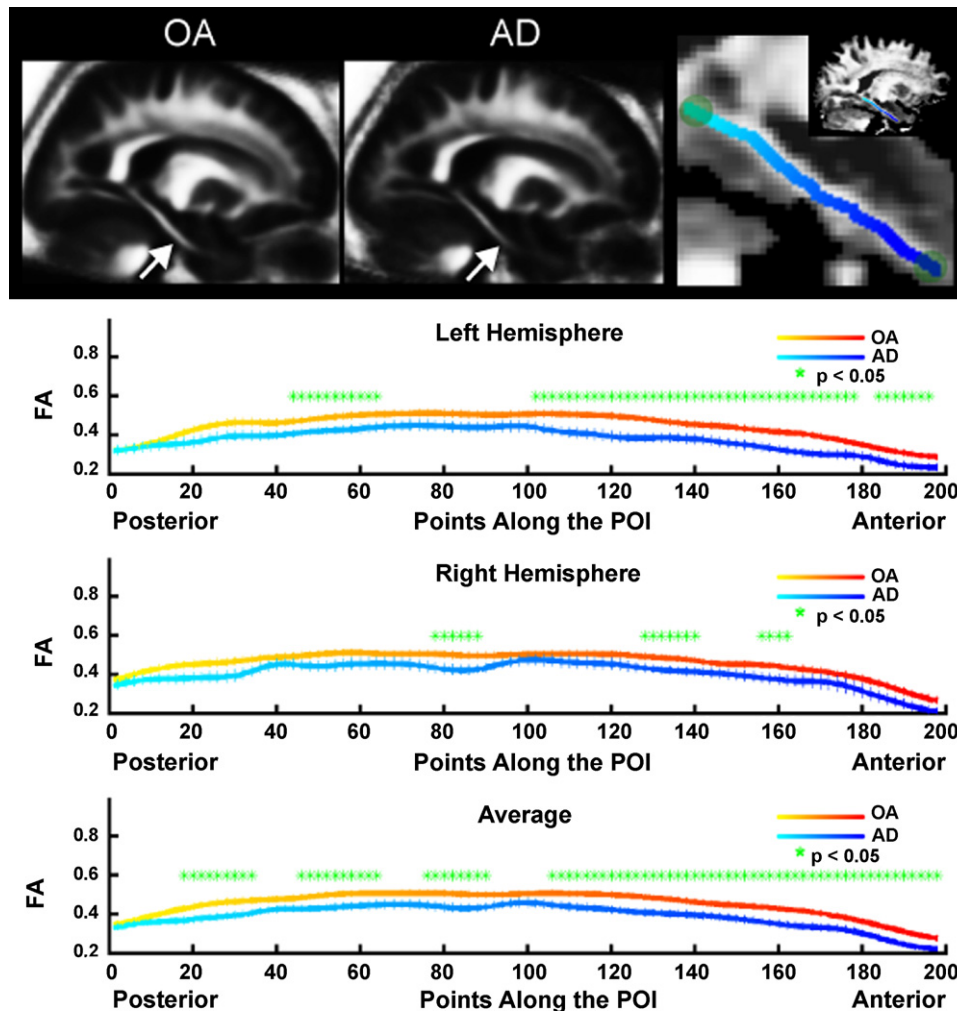 OA AD
Left Hemisphere
OA
AD
* p < 0.05
FA
0.8
0.6
0.4
0.2
0 20 40 60 80 100 120 140 160 180 200
Posterior Points Along the POI Anterior
Right Hemisphere
OA
AD
* p < 0.05
FA
0.8
0.6
0.4
0.2
0 20 40 60 80 100 120 140 160 180 200
Posterior Points Along the POI Anterior
Average
OA
AD
* p < 0.05
FA
0.8
0.6
0.4
0.2
0 20 40 60 80 100 120 140 160 180 200
Posterior Points Along the POI Anterior